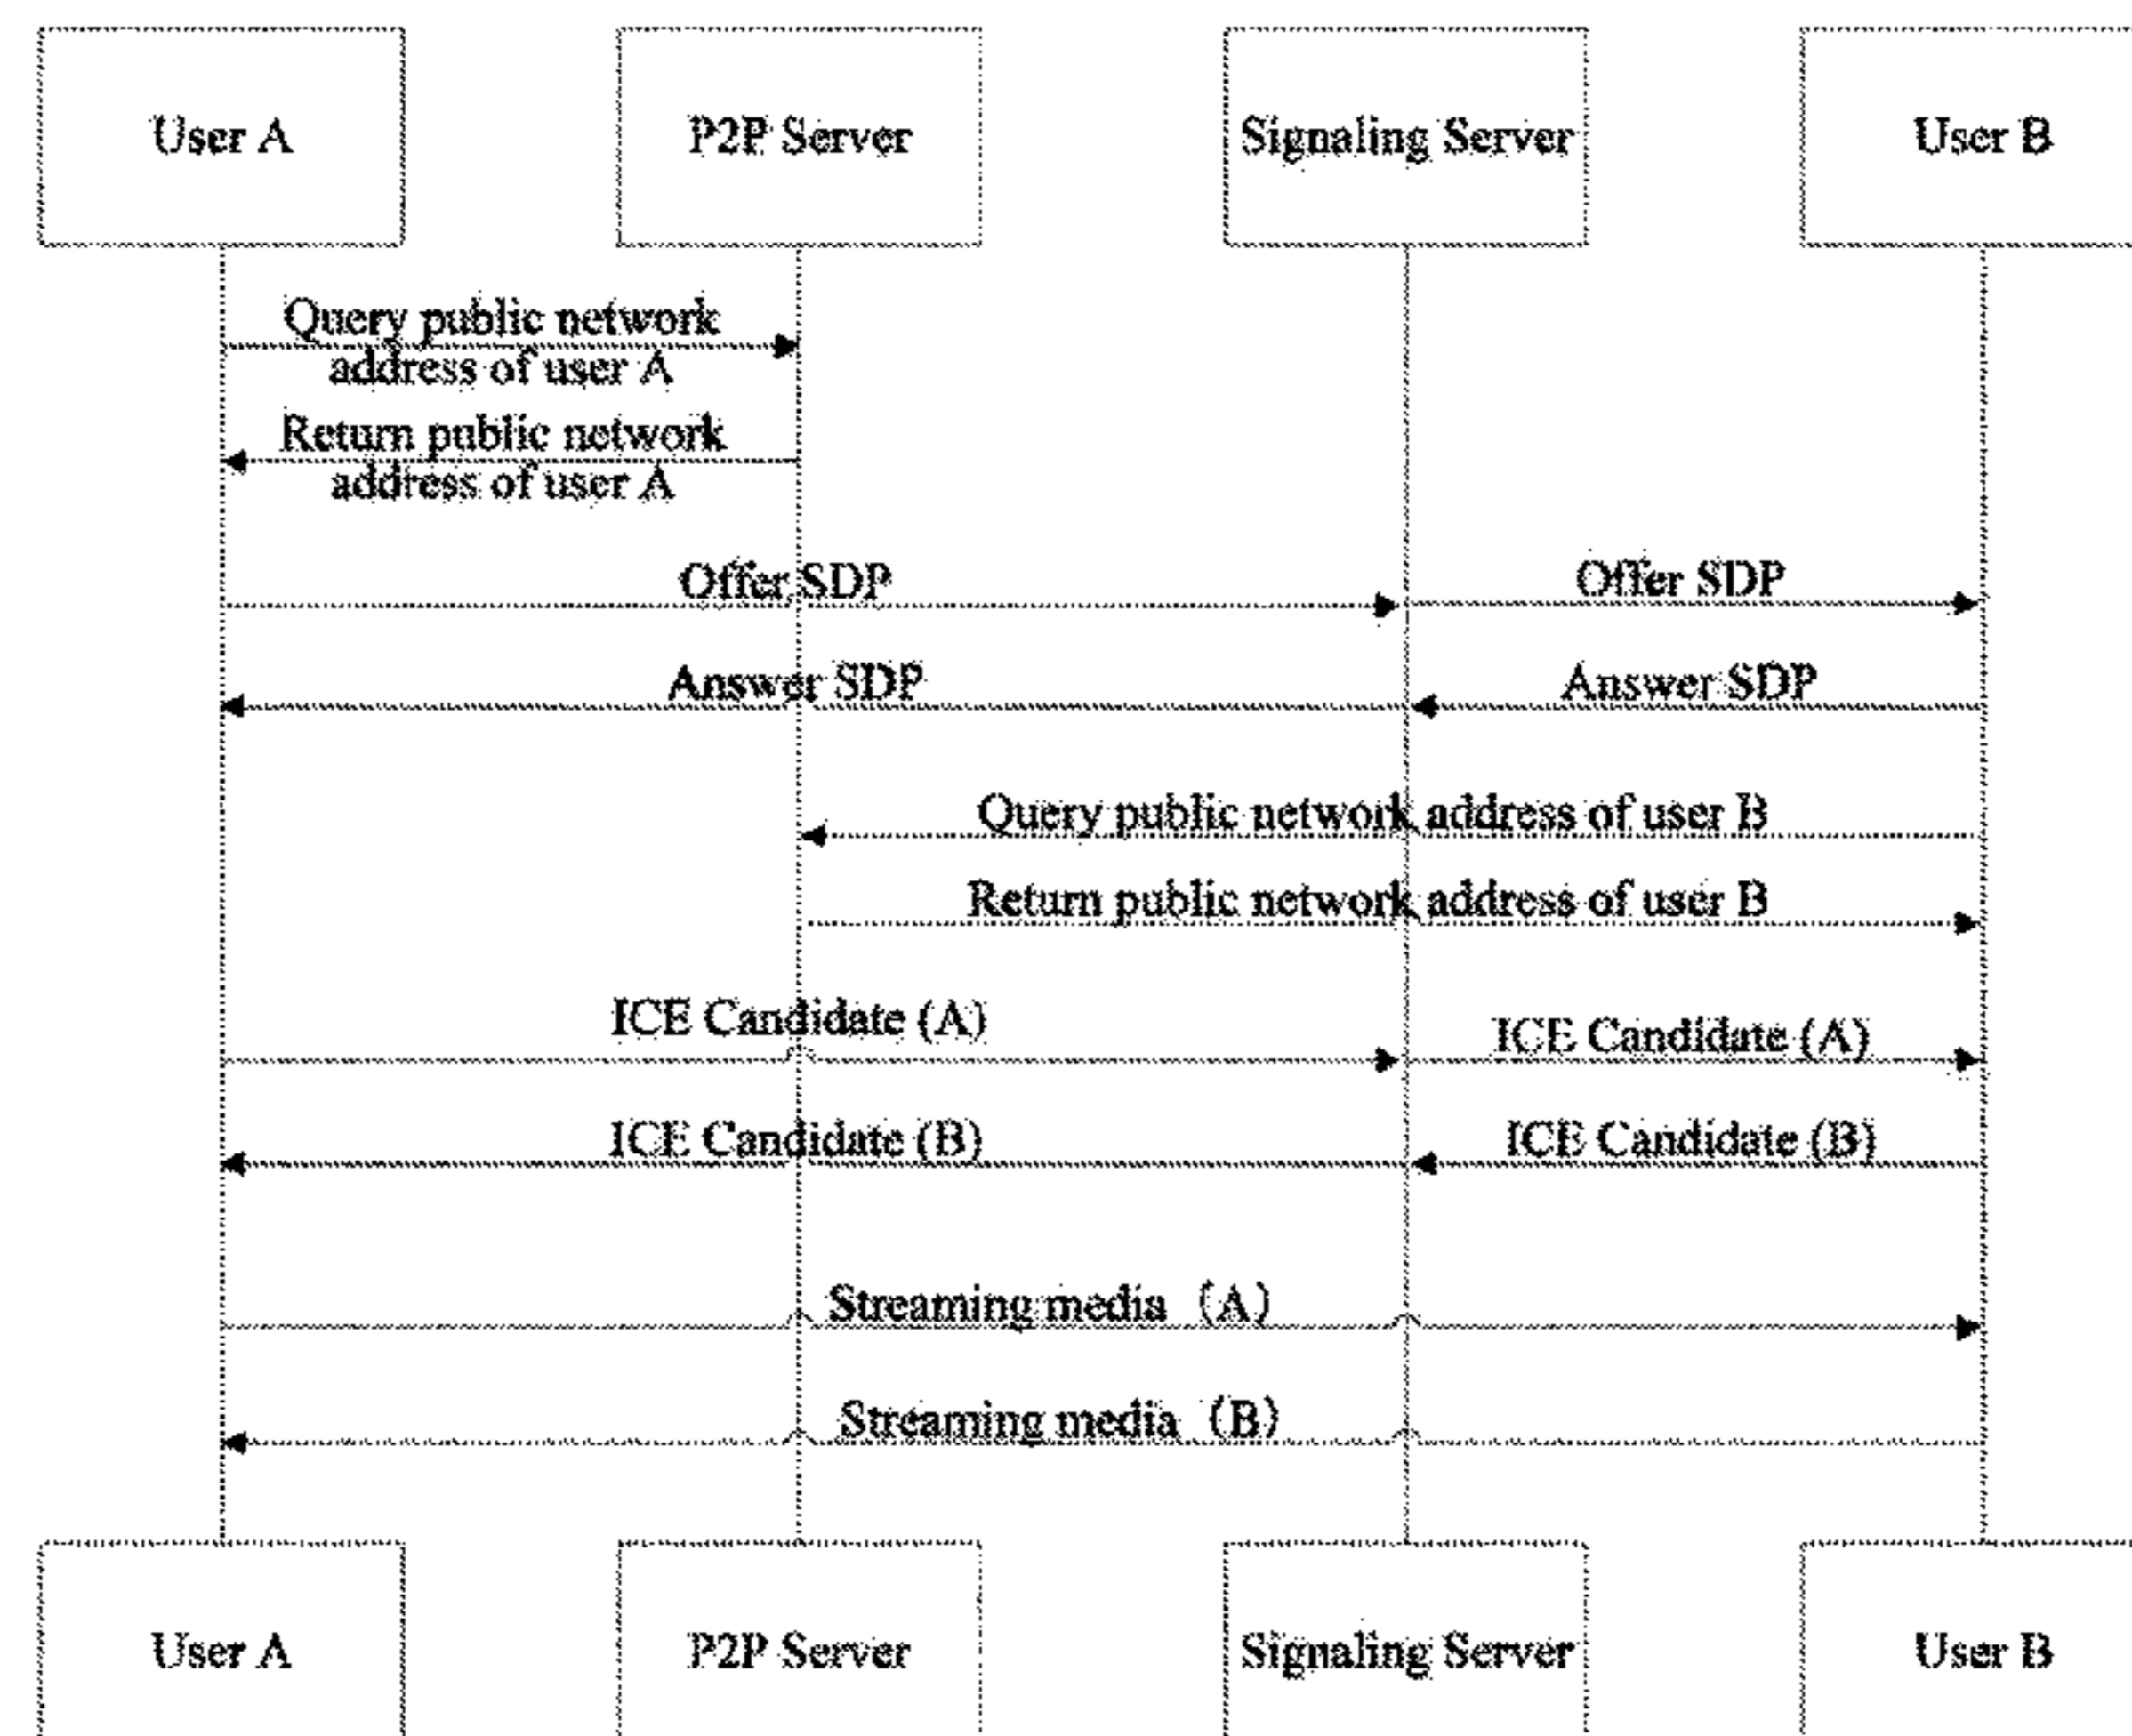 User A
P2P Server
Signaling Server
User B
Query public network
address of user A
Return public network
address of user A
Offer SDP
Offer SDP
Answer SDP
Answer SDP
Query public network address of user B
Return public network address of user B
ICE Candidate (A)
ICE Candidate (A)
ICE Candidate (B)
ICE Candidate (B)
Streaming media (A)
Streaming media (B)
User A
P2P Server
Signaling Server
User B